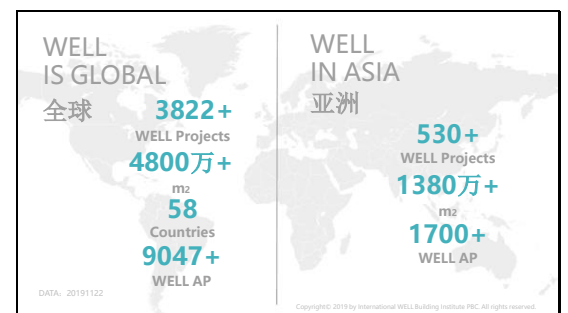 WELL
IS GLOBAL
全球
3822+
WELL Projects
4800万+
m2
58
Countries
9047+
WELL AP
DATA：20191122
WELL
IN ASIA
亚洲
530+
WELL Projects
1380万+
m2
1700+
WELL AP
Copyright© 2019 by International WELL Building Institute PBC. All rights reserved.